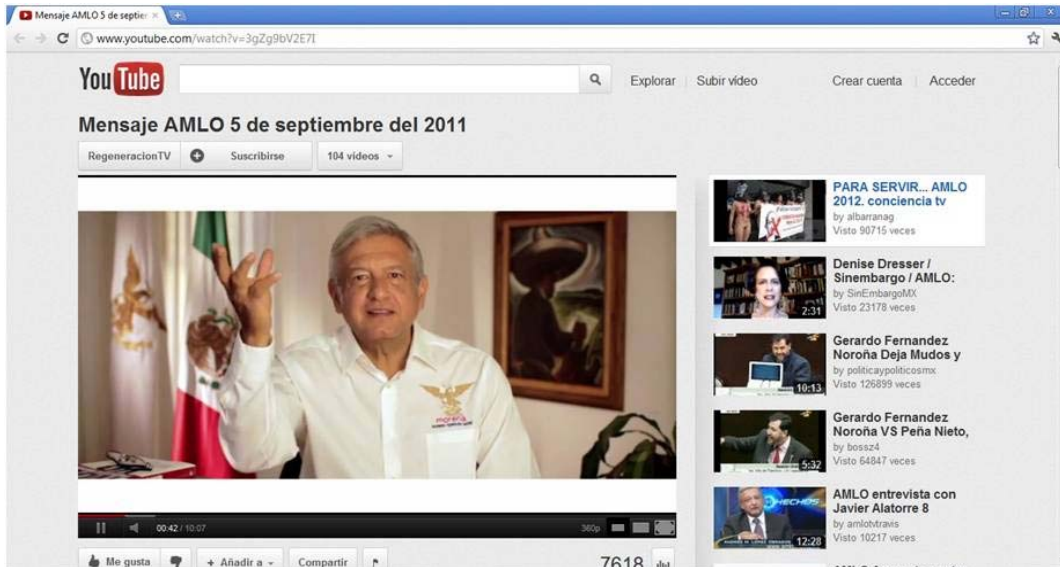 Mensaje AMLO 5 de septier
www.youtube.com/watch?v=3gZg9bV2E7I
YouTube
Explorar
Subir vídeo
Crear cuenta
Acceder
Mensaje AMLO 5 de septiembre del 2011
RegeneracionTV
Suscribirse
104 vídeos
morena
00:42 / 10:07
360p
Me gusta
+ Añadir a
Compartir
7618
PARA SERVIR... AMLO
2012. conciencia tv
by albarranag
Visto 90715 veces
2:31
Denise Dresser /
Sinembargo / AMLO:
by SinEmbargoMX
Visto 23178 veces
10:13
Gerardo Fernandez
Noroña Deja Mudos y
by politicaypoliticosmx
Visto 126899 veces
5:32
Gerardo Fernandez
Noroña VS Peña Nieto,
by bossz4
Visto 64847 veces
HECHOS
12:28
AMLO entrevista con
Javier Alatorre 8
by amlotvtravis
Visto 10217 veces